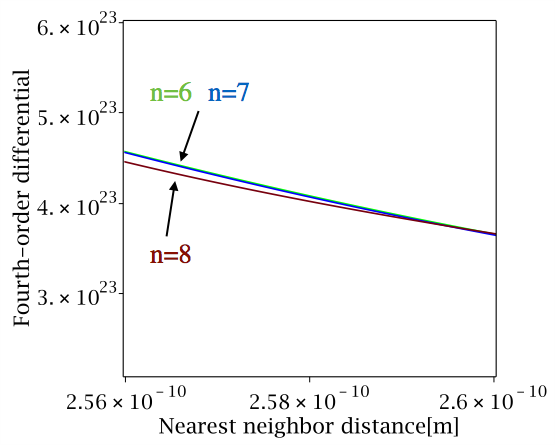 6. × 10²³
5. × 10²³
4. × 10²³
3. × 10²³
Fourth-order differential
n=6 n=7
n=8
2.56 × 10⁻¹⁰ 2.58 × 10⁻¹⁰ 2.6 × 10⁻¹⁰
Nearest neighbor distance[m]